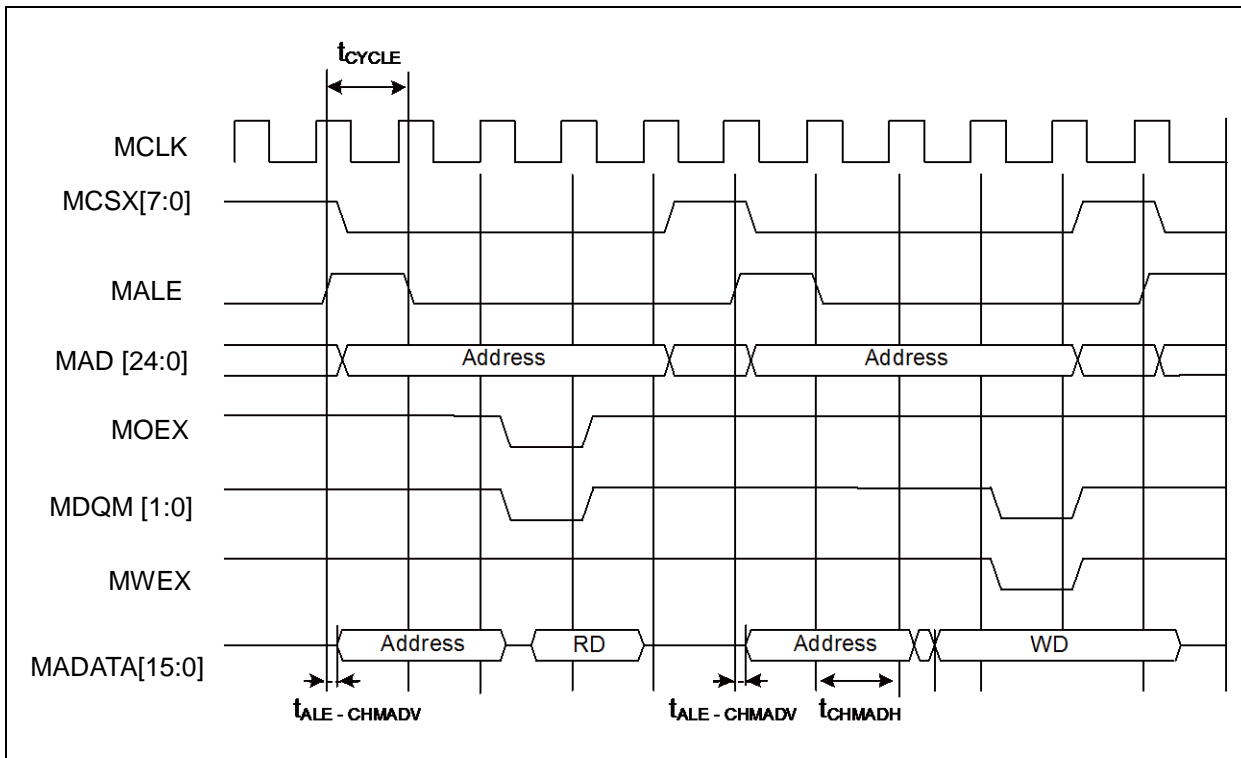 tCYCLE
MCLK
MCSX[7:0]
MALE
MAD [24:0]
Address
Address
MOEX
MDQM [1:0]
MWEX
MADATA[15:0]
Address
RD
Address
WD
tALE - CHMADV
tALE - CHMADV
tCHMADH